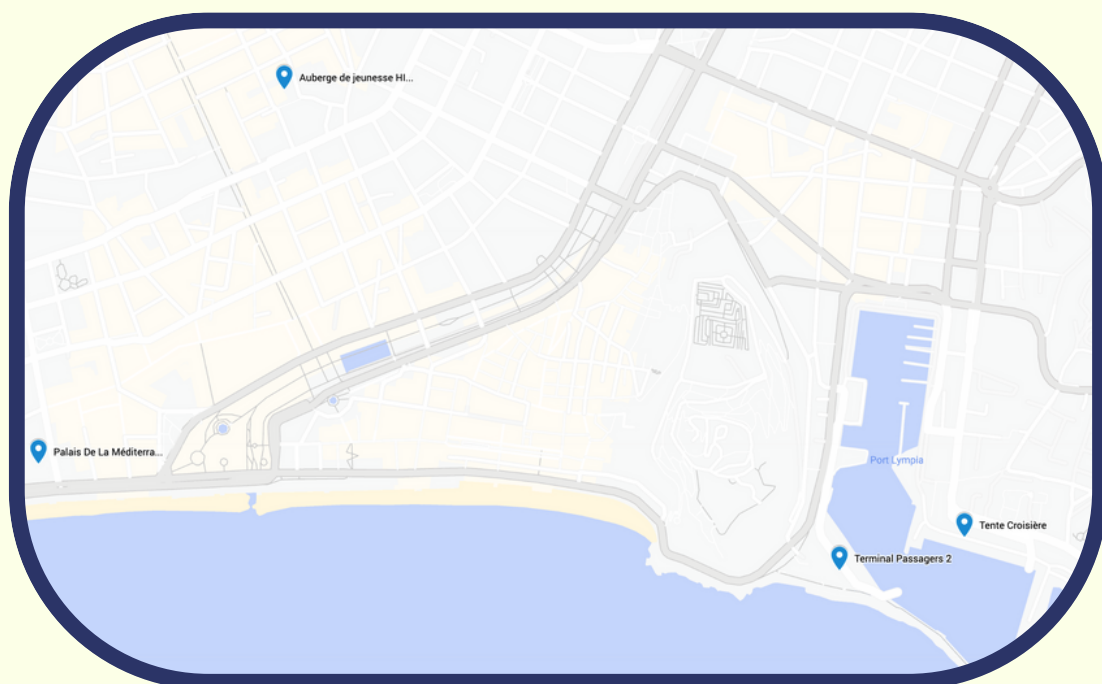 Auberge de jeunesse HI...
Palais De La Méditerra...
Port Lympia
Tente Croisière
Terminal Passagers 2